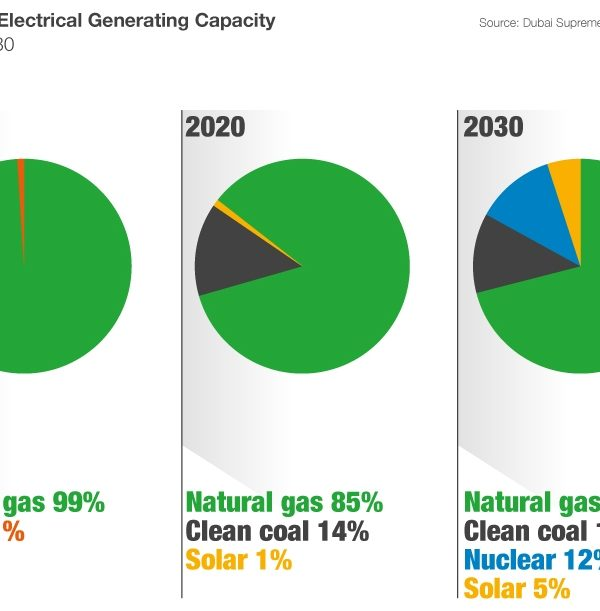 Electrical Generating Capacity
30
Source: Dubai Supreme
2020
2030
gas 99%
%
Natural gas 85%
Clean coal 14%
Solar 1%
Natural gas
Clean coal 1
Nuclear 12%
Solar 5%